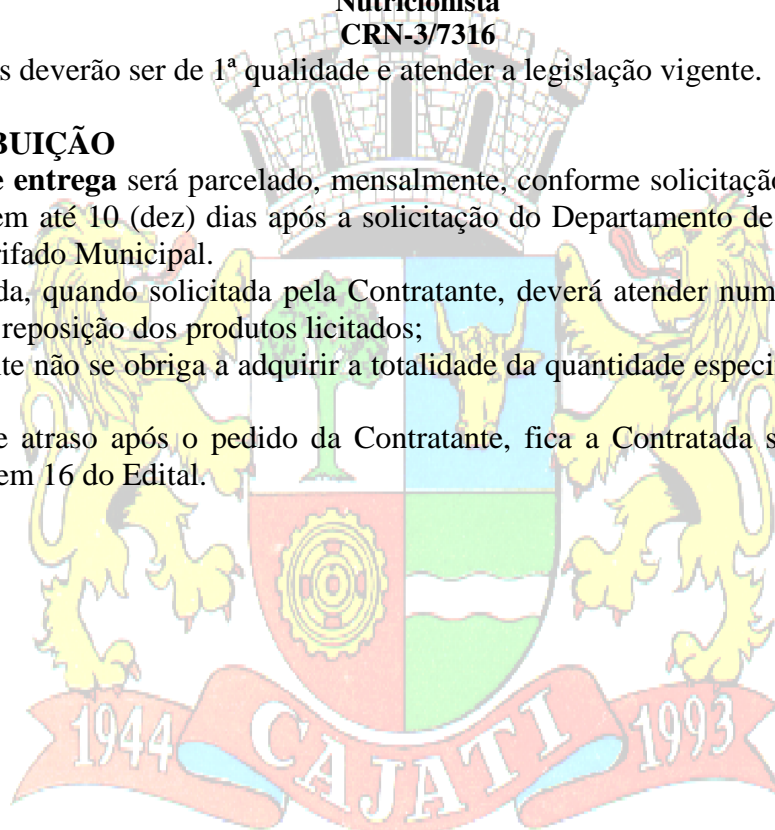 Nutricionista
CRN-3/7316
s deverão ser de 1ª qualidade e atender a legislação vigente.
BUIÇÃO
e entrega será parcelado, mensalmente, conforme solicitação
em até 10 (dez) dias após a solicitação do Departamento de
rifado Municipal.
da, quando solicitada pela Contratante, deverá atender num
reposição dos produtos licitados;
te não se obriga a adquirir a totalidade da quantidade especi
e atraso após o pedido da Contratante, fica a Contratada s
em 16 do Edital.
1944 CAJATI 1993